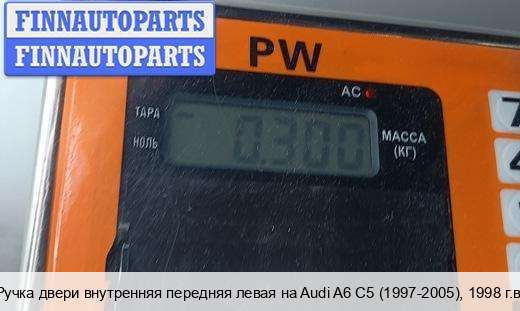 FINNAUTOPARTS
FINNAUTOPARTS
PW
AC
ТАРА
0.300
МАССА
(КГ)
НОЛЬ
7
Ручка двери внутренняя передняя левая на Audi A6 C5 (1997-2005), 1998 г.в